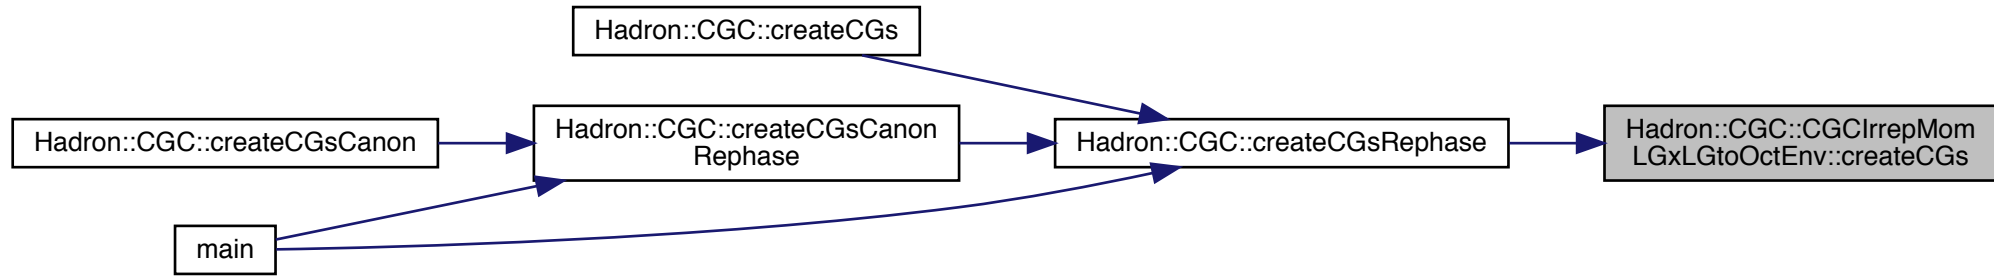 Hadron::CGC::createCGs
Hadron::CGC::createCGsCanon
Hadron::CGC::createCGsCanon
Rephase
Hadron::CGC::createCGsRephase
Hadron::CGC::CGCIrrepMom
LGxLGtoOctEnv::createCGs
main